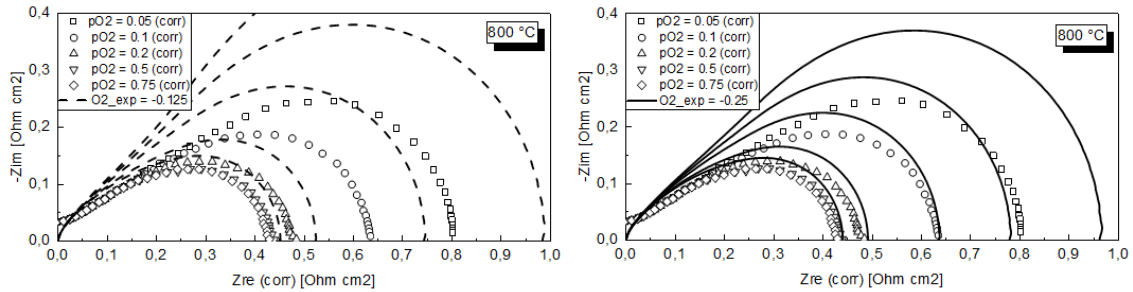 0,4
0,3
0,2
0,1
0,0
-Zim [Ohm cm2]
pO2 = 0.05 (corr)
pO2 = 0.1 (corr)
pO2 = 0.2 (corr)
pO2 = 0.5 (corr)
pO2 = 0.75 (corr)
O2_exp = -0.125
800 °C
0,0 0,1 0,2 0,3 0,4 0,5 0,6 0,7 0,8 0,9 1,0
Zre (corr) [Ohm cm2]
0,4
0,3
0,2
0,1
0,0
-Zim [Ohm cm2]
pO2 = 0.05 (corr)
pO2 = 0.1 (corr)
pO2 = 0.2 (corr)
pO2 = 0.5 (corr)
pO2 = 0.75 (corr)
O2_exp = -0.25
800 °C
0,0 0,1 0,2 0,3 0,4 0,5 0,6 0,7 0,8 0,9 1,0
Zre (corr) [Ohm cm2]